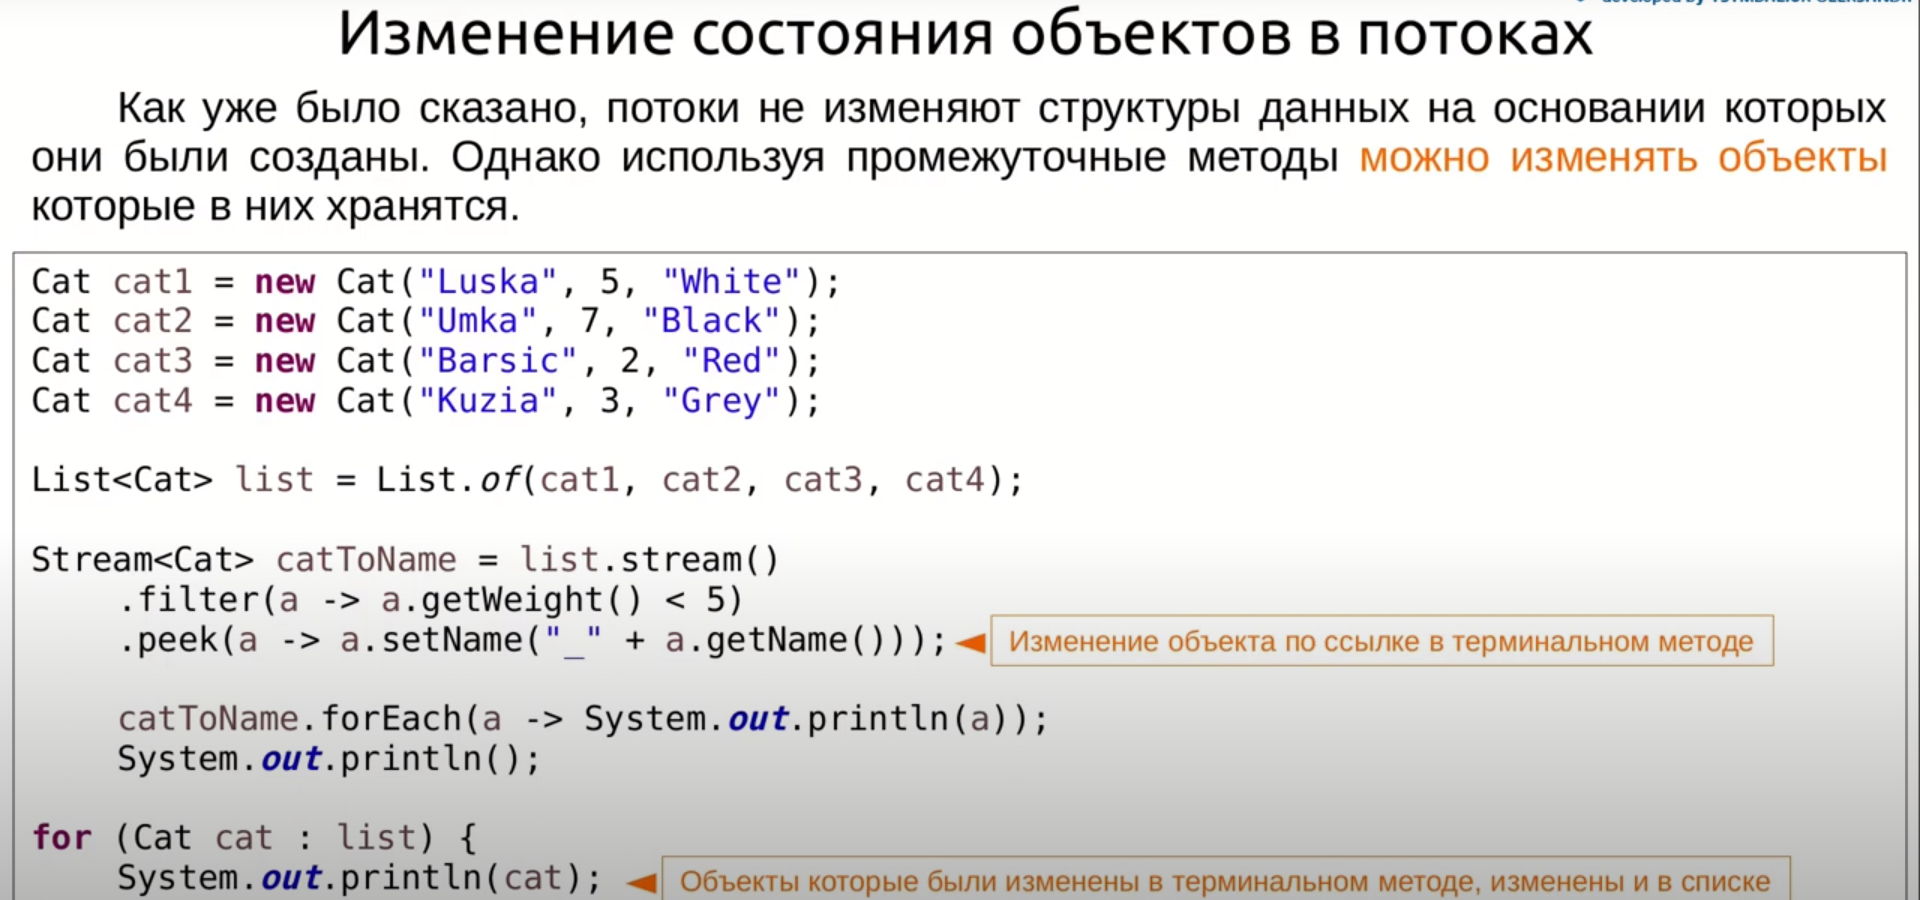 Изменение состояния объектов в потоках
Как уже было сказано, потоки не изменяют структуры данных на основании которых
они были созданы. Однако используя промежуточные методы можно изменять объекты
которые в них хранятся.
Cat cat1 = new Cat("Luska", 5, "White");
Cat cat2 = new Cat("Umka", 7, "Black");
Cat cat3 = new Cat("Barsic", 2, "Red");
Cat cat4 = new Cat("Kuzia", 3, "Grey");
List<Cat> list = List.of(cat1, cat2, cat3, cat4);
Stream<Cat> catToName = list.stream()
.filter(a -> a.getWeight() < 5)
.peek(a -> a.setName("_" + a.getName())); Изменение объекта по ссылке в терминальном методе
catToName.forEach(a -> System.out.println(a));
System.out.println();
for (Cat cat : list) {
System.out.println(cat); Объекты которые были изменены в терминальном методе, изменены и в списке